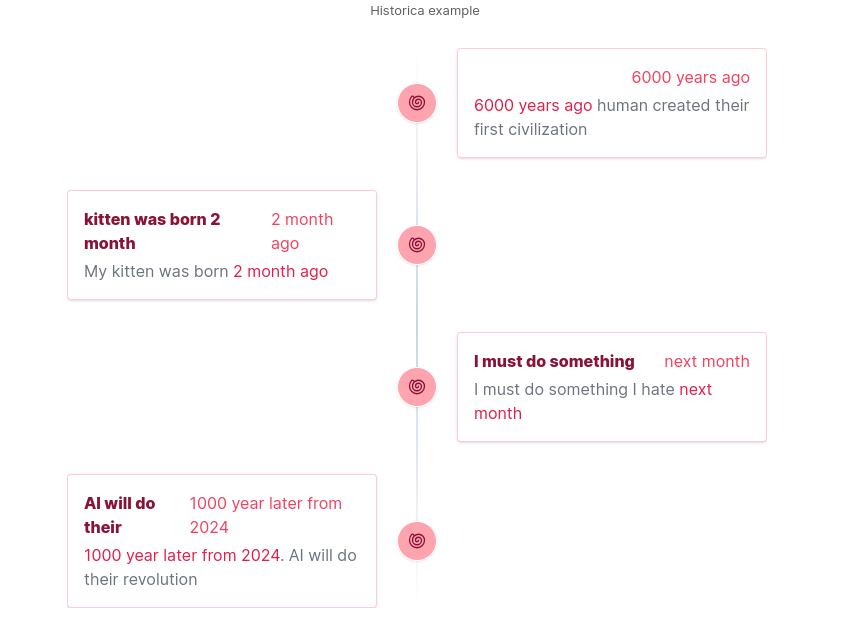 Historica example
6000 years ago
6000 years ago human created their
first civilization
kitten was born 2
month
2 month
ago
My kitten was born 2 month ago
I must do something
next month
I must do something I hate next
month
AI will do
their
1000 year later from
2024
1000 year later from 2024. AI will do
their revolution